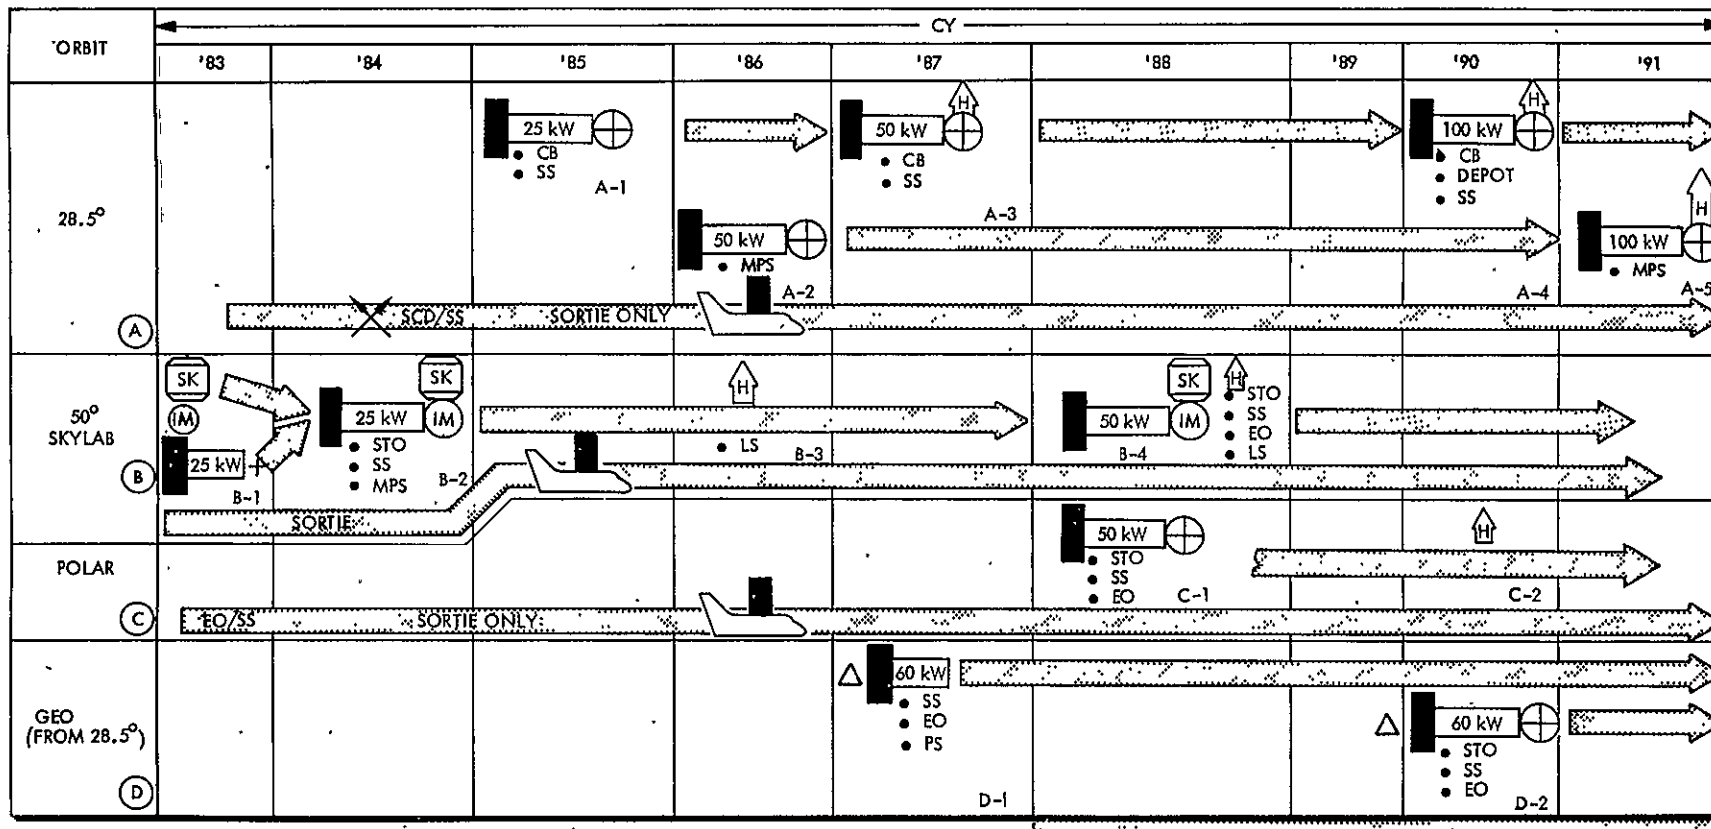 CY
ORBIT
'83 '84 '85 '86 '87 '88 '89 '90 '91
28.5°
A
25 kW
• CB
• SS
A-1
50 kW
• CB
• SS
H
A-3
100 kW
• CB
• DEPOT
• SS
H
50 kW
• MPS
A-2
A-4
100 kW
• MPS
H
A-5
SCD/SS SORTIE ONLY
50°
SKYLAB
B
SK
IM
25 kW
B-1
SK
25 kW IM
• STO
• SS
• MPS
B-2
H
• LS
B-3
SK
50 kW IM
B-4
H
• STO
• SS
• EO
• LS
SORTIE
POLAR
C
50 kW
• STO
• SS
• EO
C-1
H
C-2
EO/SS SORTIE ONLY
GEO
(FROM 28.5°)
D
60 kW
• SS
• EO
• PS
D-1
60 kW
• STO
• SS
• EO
D-2